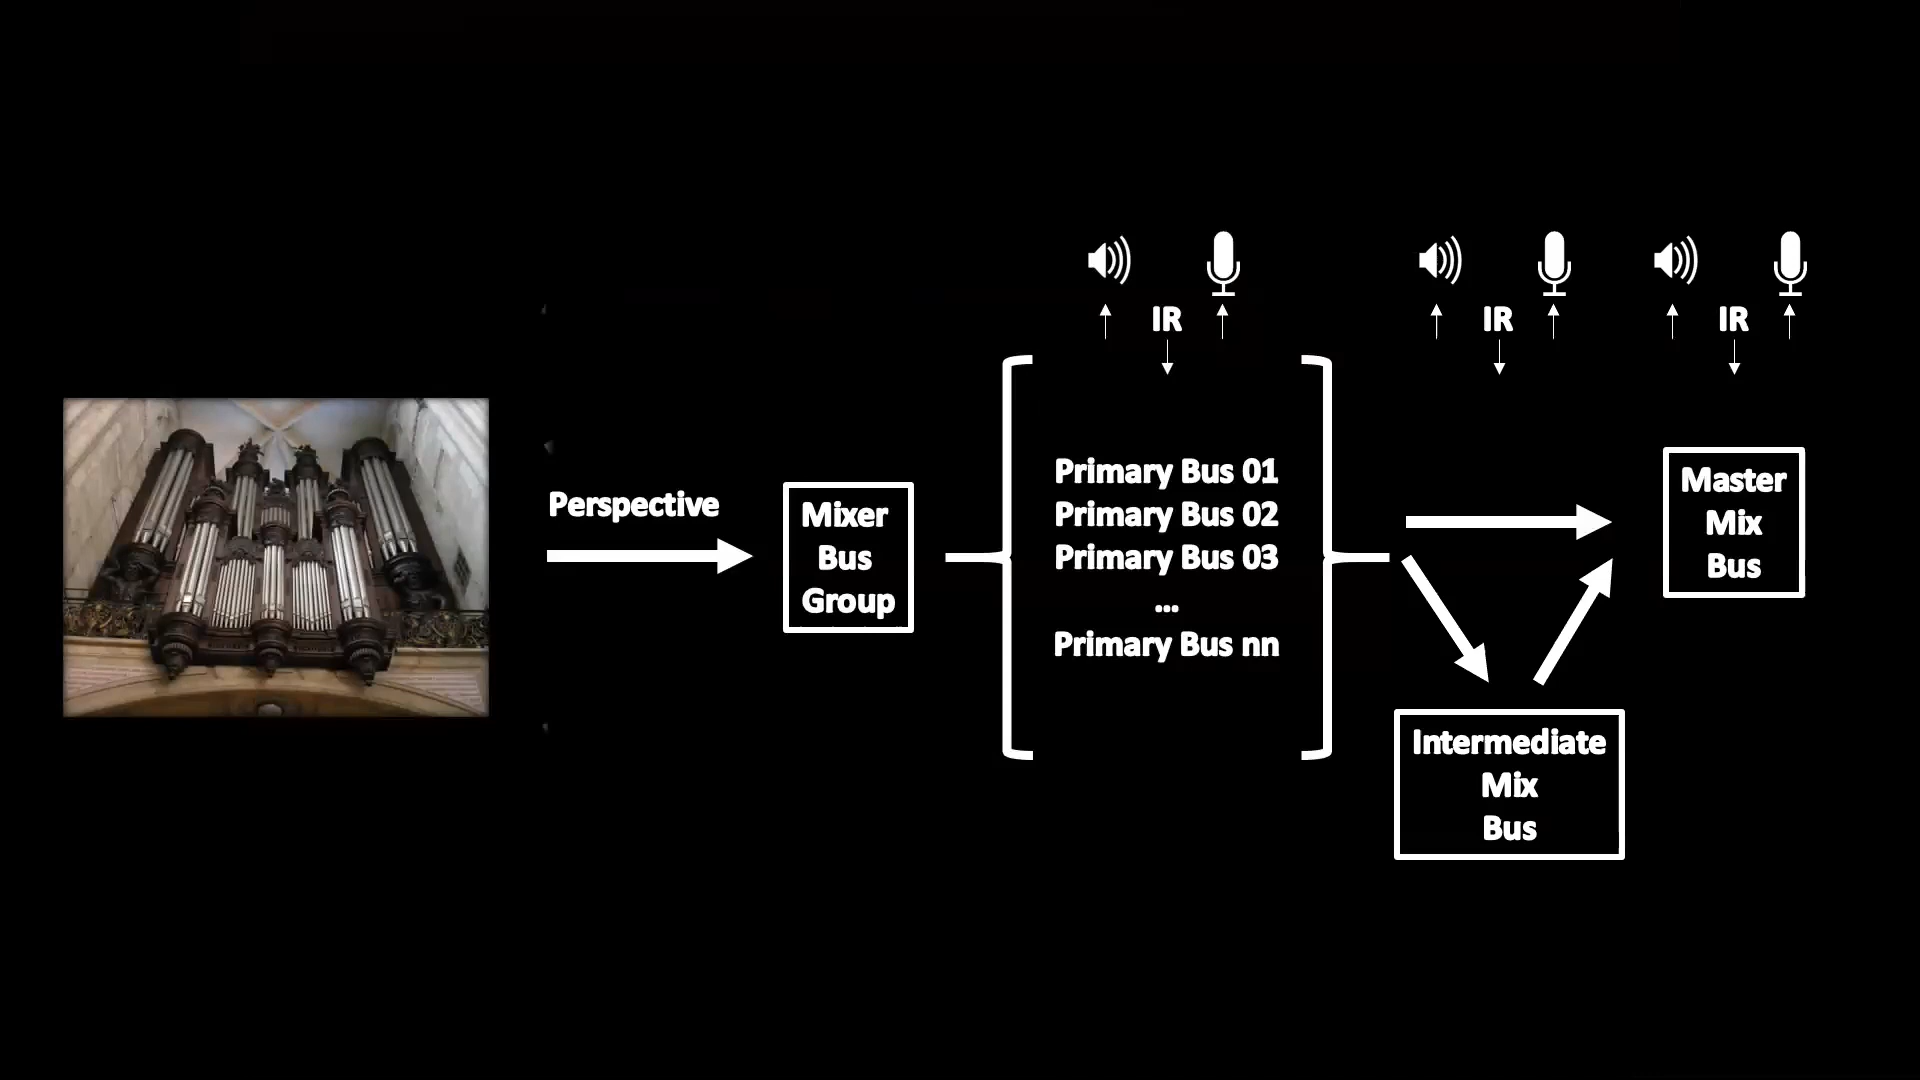 Perspective
Mixer
Bus
Group
IR
Primary Bus 01
Primary Bus 02
Primary Bus 03
...
Primary Bus nn
IR
IR
Master
Mix
Bus
Intermediate
Mix
Bus